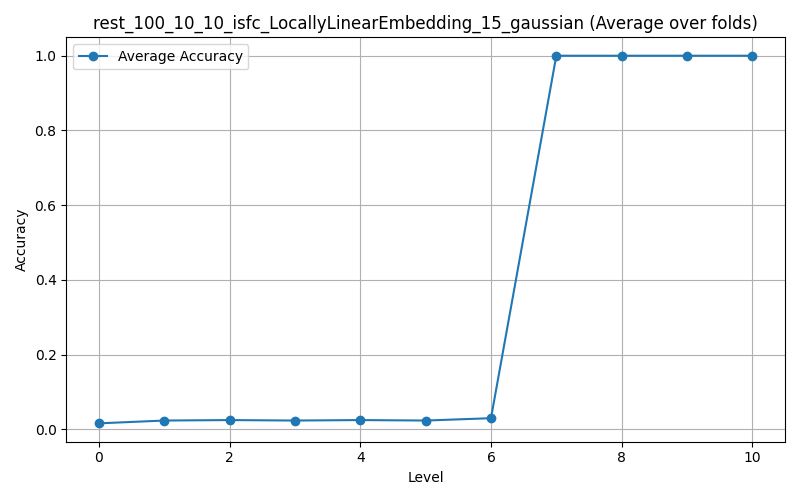 rest_100_10_10_isfc_LocallyLinearEmbedding_15_gaussian (Average over folds)
Average Accuracy
1.0
0.8
0.6
0.4
0.2
0.0
Accuracy
0 2 4 6 8 10
Level